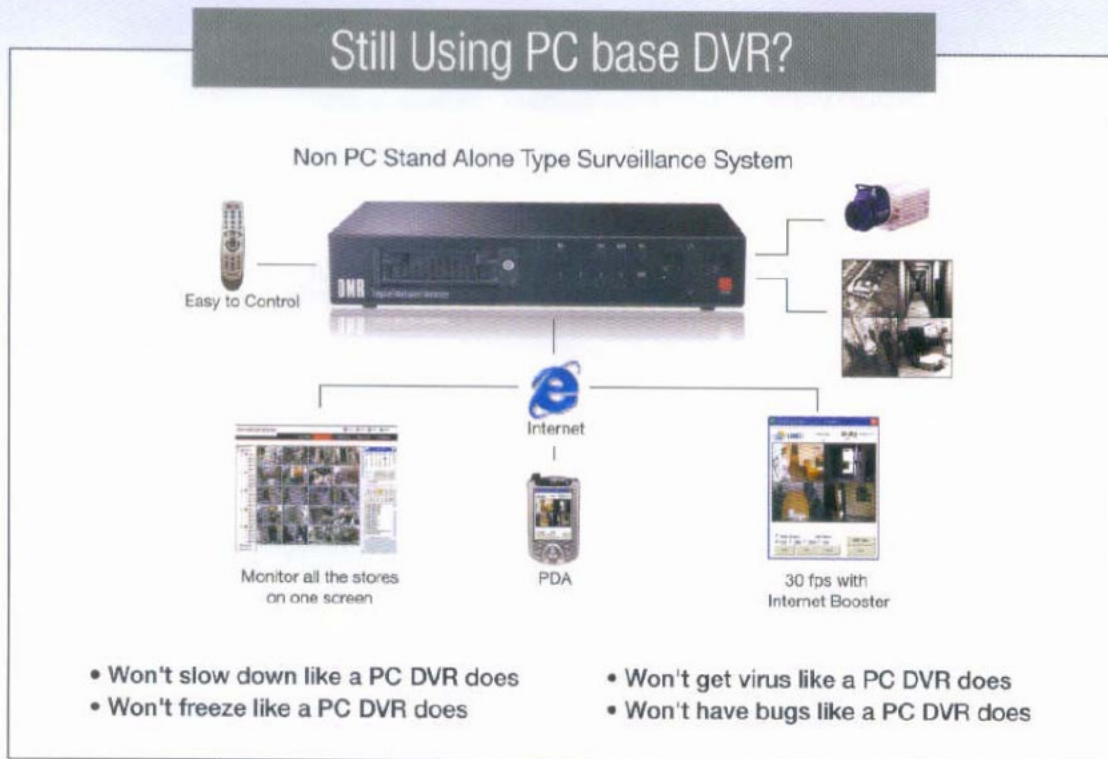 Still Using PC base DVR?
Non PC Stand Alone Type Surveillance System
Easy to Control
DNR
Internet
Monitor all the stores
on one screen
PDA
30 fps with
Internet Booster
• Won't slow down like a PC DVR does
• Won't freeze like a PC DVR does
• Won't get virus like a PC DVR does
• Won't have bugs like a PC DVR does